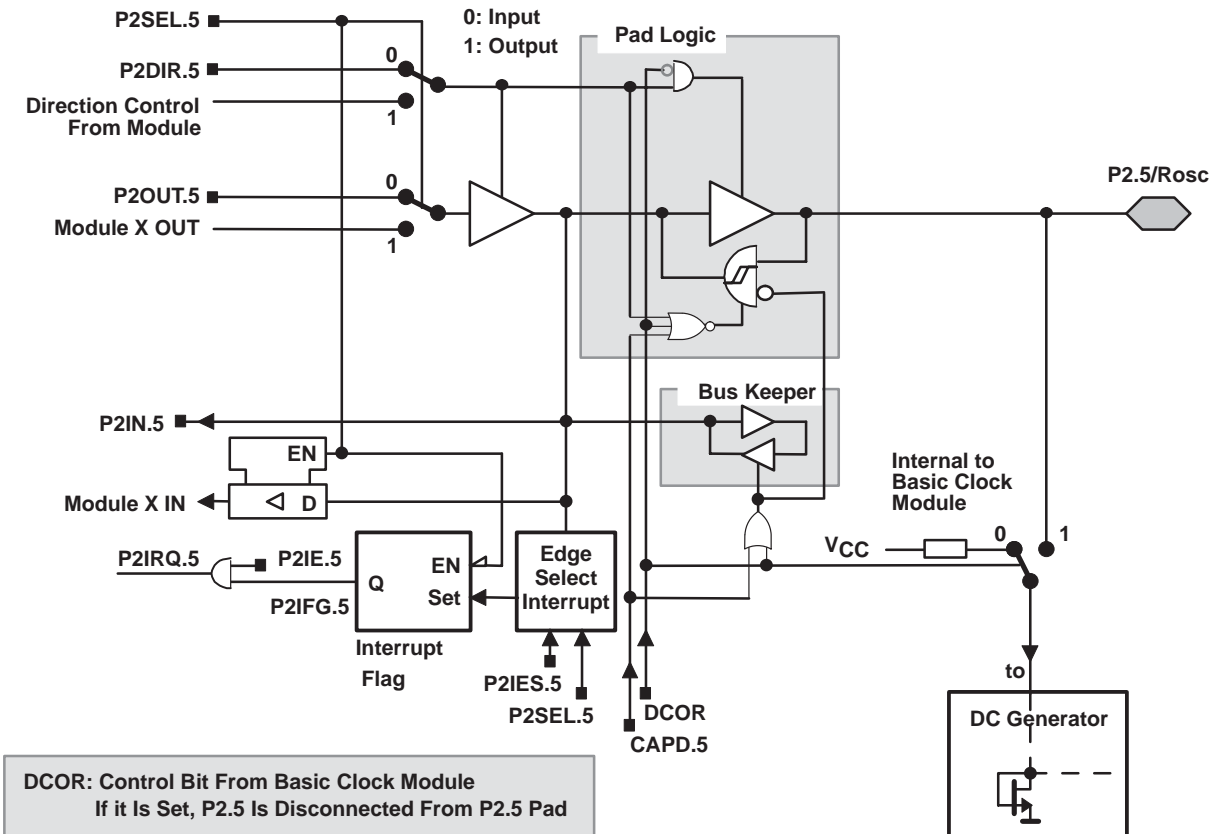 P2SEL.5
0: Input
1: Output
Pad Logic
P2DIR.5
0
Direction Control
From Module
1
P2OUT.5
0
Module X OUT
1
P2.5/Rosc
Bus Keeper
P2IN.5
EN
Module X IN
D
Internal to
Basic Clock
Module
VCC
0
1
P2IRQ.5
P2IE.5
P2IFG.5
Q
EN
Set
Interrupt
Flag
Edge
Select
Interrupt
P2IES.5
P2SEL.5
DCOR
CAPD.5
to
DC Generator
DCOR: Control Bit From Basic Clock Module
If it Is Set, P2.5 Is Disconnected From P2.5 Pad